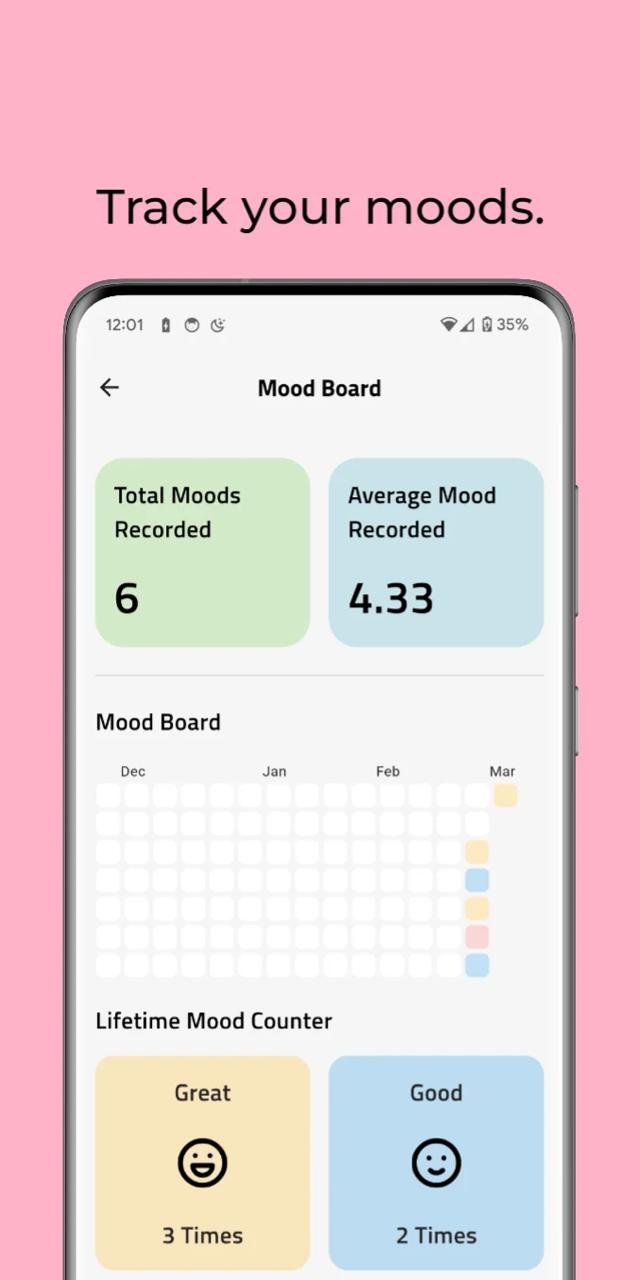 Track your moods.
12:01
35%
Mood Board
Total Moods
Recorded
6
Average Mood
Recorded
4.33
Mood Board
Dec Jan Feb Mar
Lifetime Mood Counter
Great
3 Times
Good
2 Times